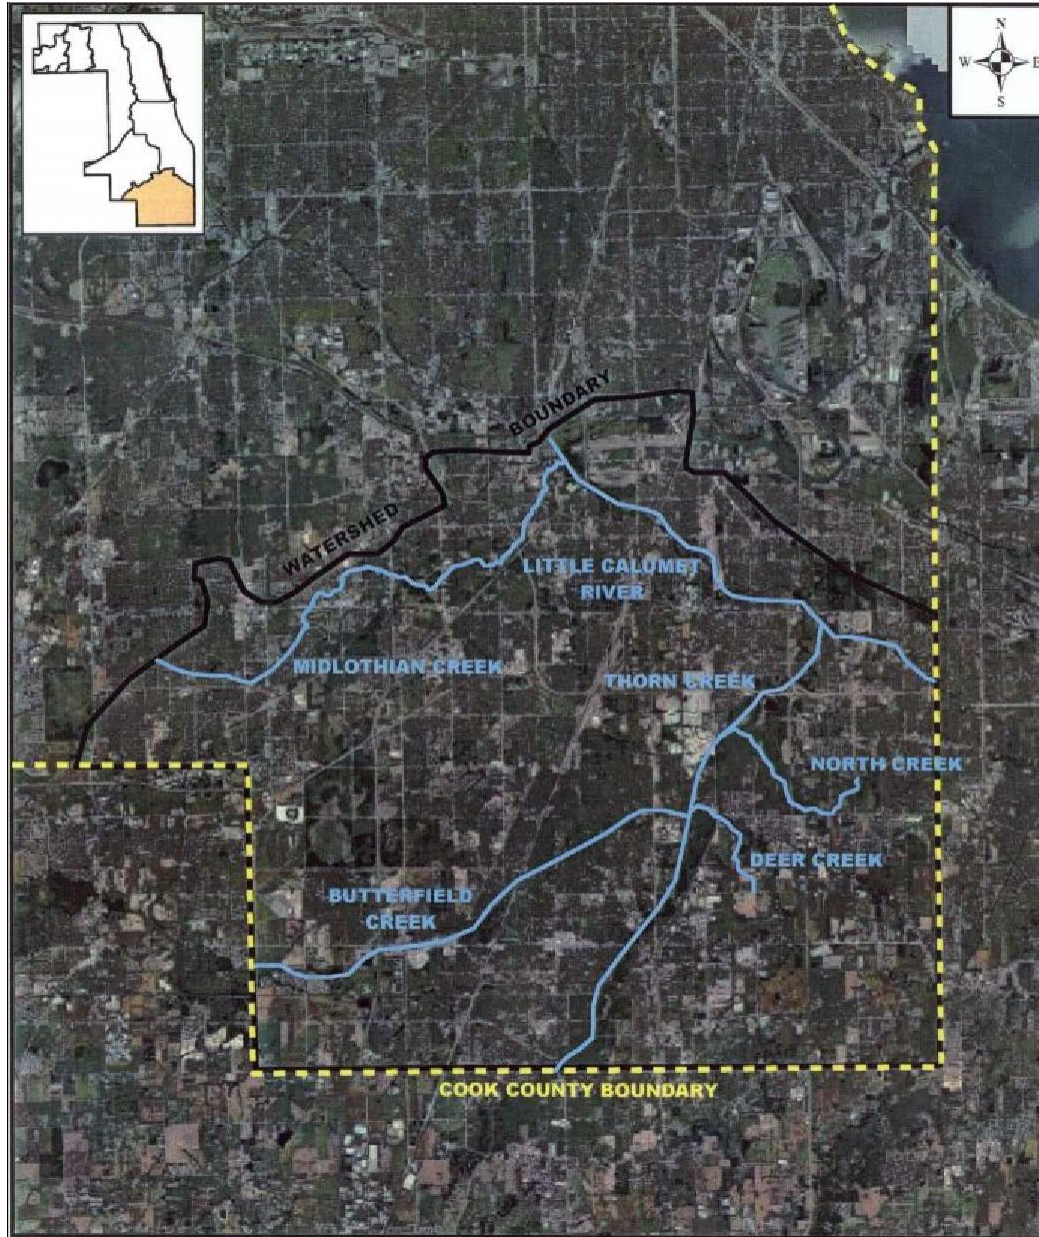 N
W E
S
WATERSHED BOUNDARY
LITTLE CALUMET
RIVER
MIDLOTHIAN CREEK
THORN CREEK
NORTH CREEK
DEER CREEK
BUTTERFIELD
CREEK
COOK COUNTY BOUNDARY